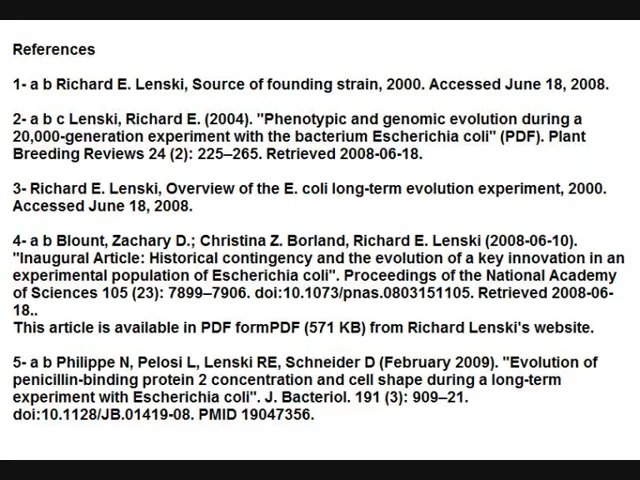 References
1- a b Richard E. Lenski, Source of founding strain, 2000. Accessed June 18, 2008.
2- a b c Lenski, Richard E. (2004). "Phenotypic and genomic evolution during a
20,000-generation experiment with the bacterium Escherichia coli" (PDF). Plant
Breeding Reviews 24 (2): 225–265. Retrieved 2008-06-18.
3- Richard E. Lenski, Overview of the E. coli long-term evolution experiment, 2000.
Accessed June 18, 2008.
4- a b Blount, Zachary D.; Christina Z. Borland, Richard E. Lenski (2008-06-10).
"Inaugural Article: Historical contingency and the evolution of a key innovation in an
experimental population of Escherichia coli". Proceedings of the National Academy
of Sciences 105 (23): 7899–7906. doi:10.1073/pnas.0803151105. Retrieved 2008-06-
18..
This article is available in PDF formPDF (571 KB) from Richard Lenski's website.
5- a b Philippe N, Pelosi L, Lenski RE, Schneider D (February 2009). "Evolution of
penicillin-binding protein 2 concentration and cell shape during a long-term
experiment with Escherichia coli". J. Bacteriol. 191 (3): 909–21.
doi:10.1128/JB.01419-08. PMID 19047356.